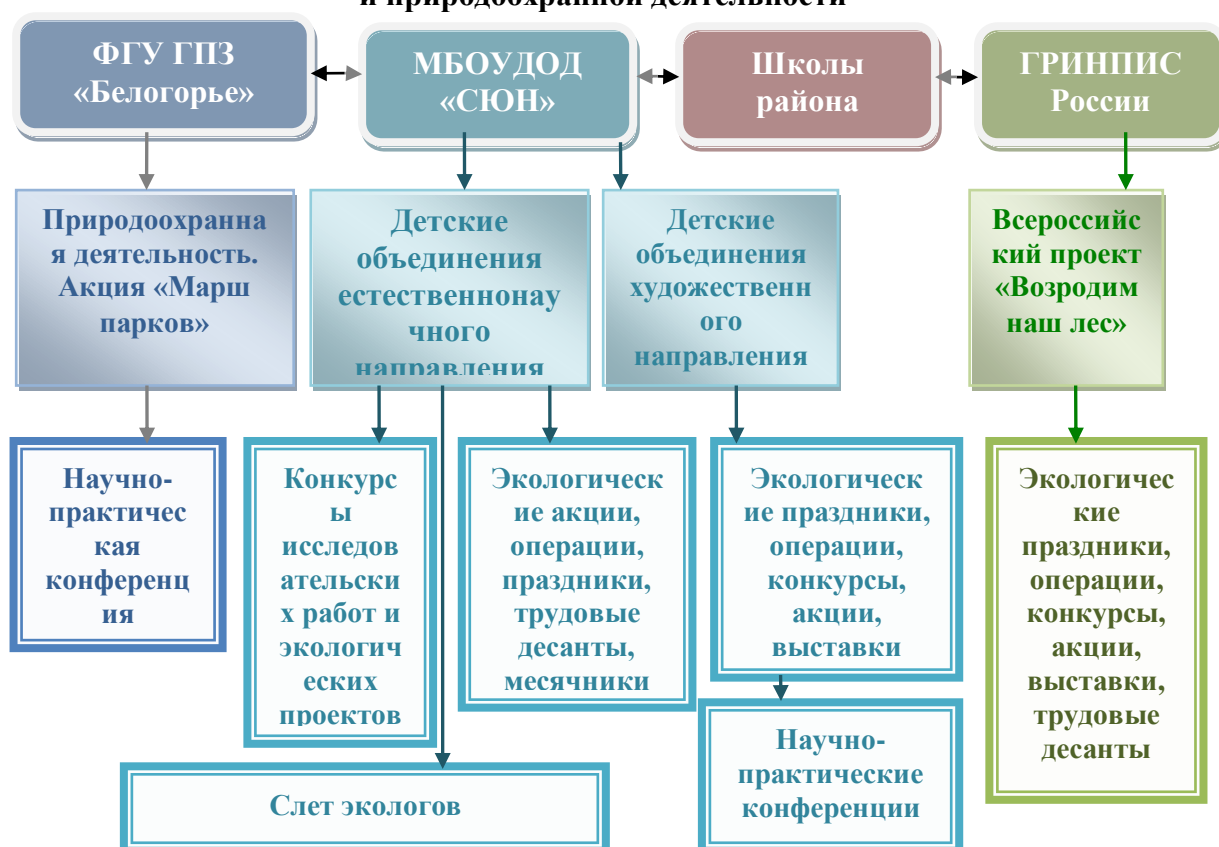 и природоохранной деятельности
ФГУ ГПЗ
«Белогорье»
МБОУДОД
«СЮН»
Школы
района
ГРИНПИС
России
Природоохранна
я деятельность.
Акция «Марш
парков»
Детские
объединения
естественнонау
чного
направления
Детские
объединения
художественн
ого
направления
Всероссийс
кий проект
«Возродим
наш лес»
Научно-
практичес
кая
конференц
ия
Конкурс
ы
исследов
ательски
х работ и
экологич
еских
проектов
Экологическ
ие акции,
операции,
праздники,
трудовые
десанты,
месячники
Экологическ
ие праздники,
операции,
конкурсы,
акции,
выставки
Экологичес
кие
праздники,
операции,
конкурсы,
акции,
выставки,
трудовые
десанты
Научно-
практические
конференции
Слет экологов